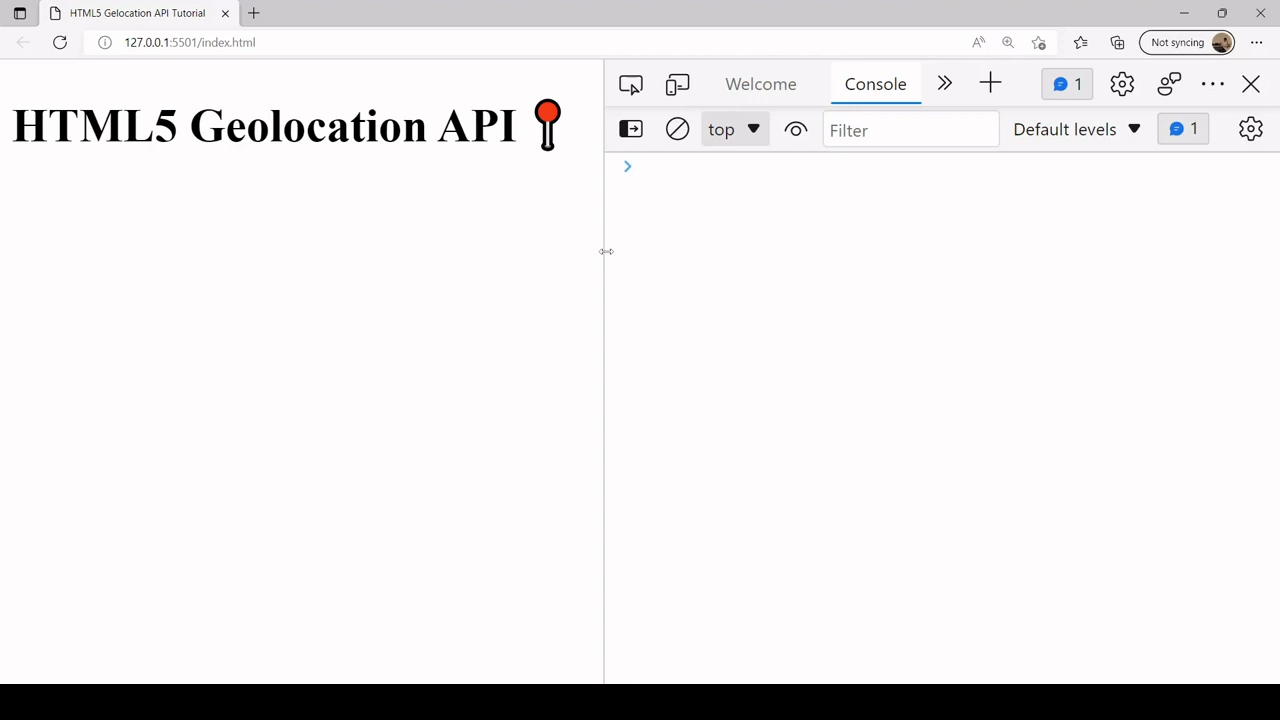 HTML5 Gelocation API Tutorial
127.0.0.1:5501/index.html
Not syncing
HTML5 Geolocation API
Welcome
Console
1
top
Filter
Default levels
1